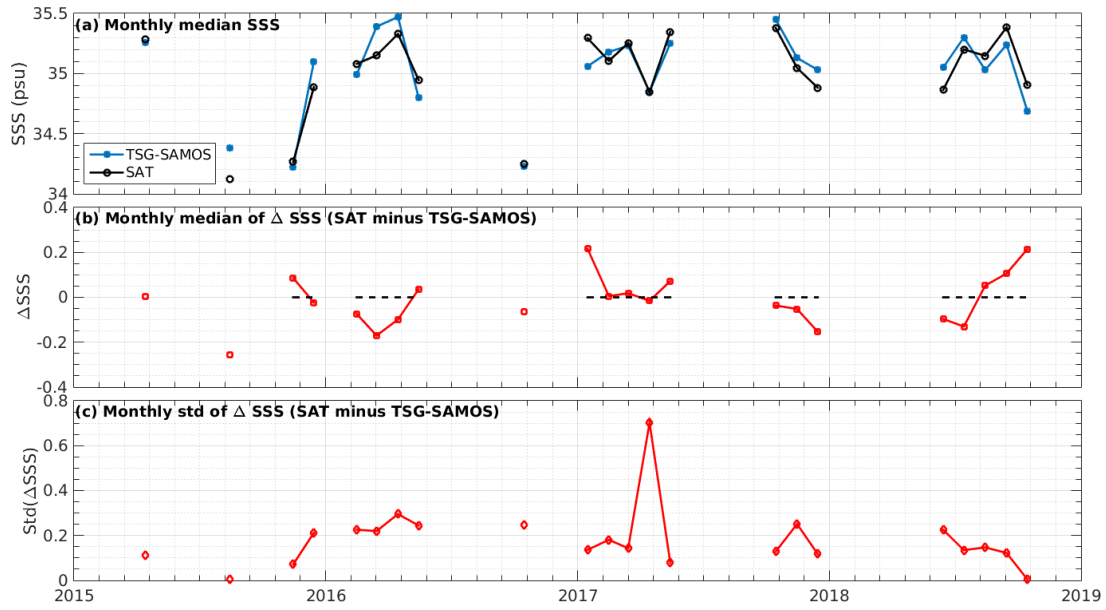 35.5
(a) Monthly median SSS
35
SSS (psu)
34.5
TSG-SAMOS
SAT
34
0.4
(b) Monthly median of Δ SSS (SAT minus TSG-SAMOS)
0.2
0
ΔSSS
-0.2
-0.4
0.8
(c) Monthly std of Δ SSS (SAT minus TSG-SAMOS)
0.6
0.4
Std(ΔSSS)
0.2
0
2015 2016 2017 2018 2019